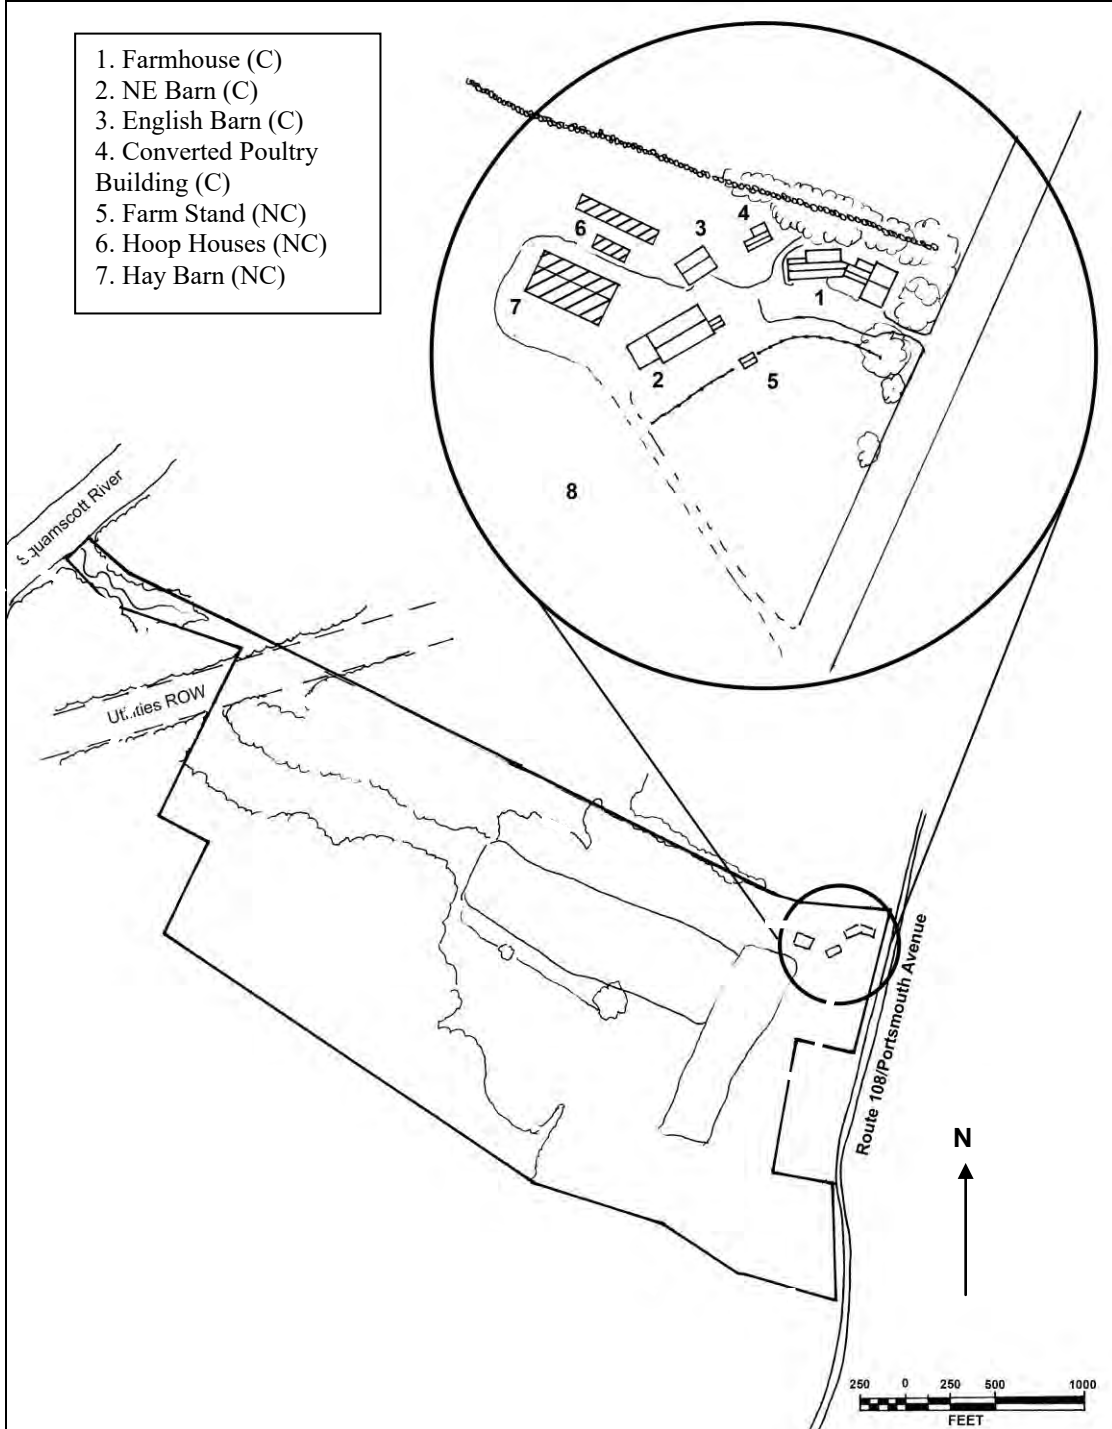 1. Farmhouse (C)
2. NE Barn (C)
3. English Barn (C)
4. Converted Poultry
Building (C)
5. Farm Stand (NC)
6. Hoop Houses (NC)
7. Hay Barn (NC)
4
3
6
7
1
2
5
8
Squamscott River
Utilities ROW
Route 108/Portsmouth Avenue
N
250 0 250 500 1000
FEET